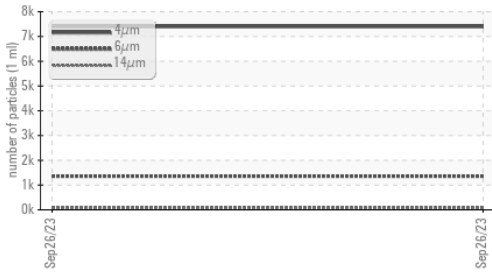 8k
7k
6k
5k
4k
3k
2k
1k
0k
number of particles (1 ml)
4μm
6μm
14μm
Sep26/23
Sep26/23